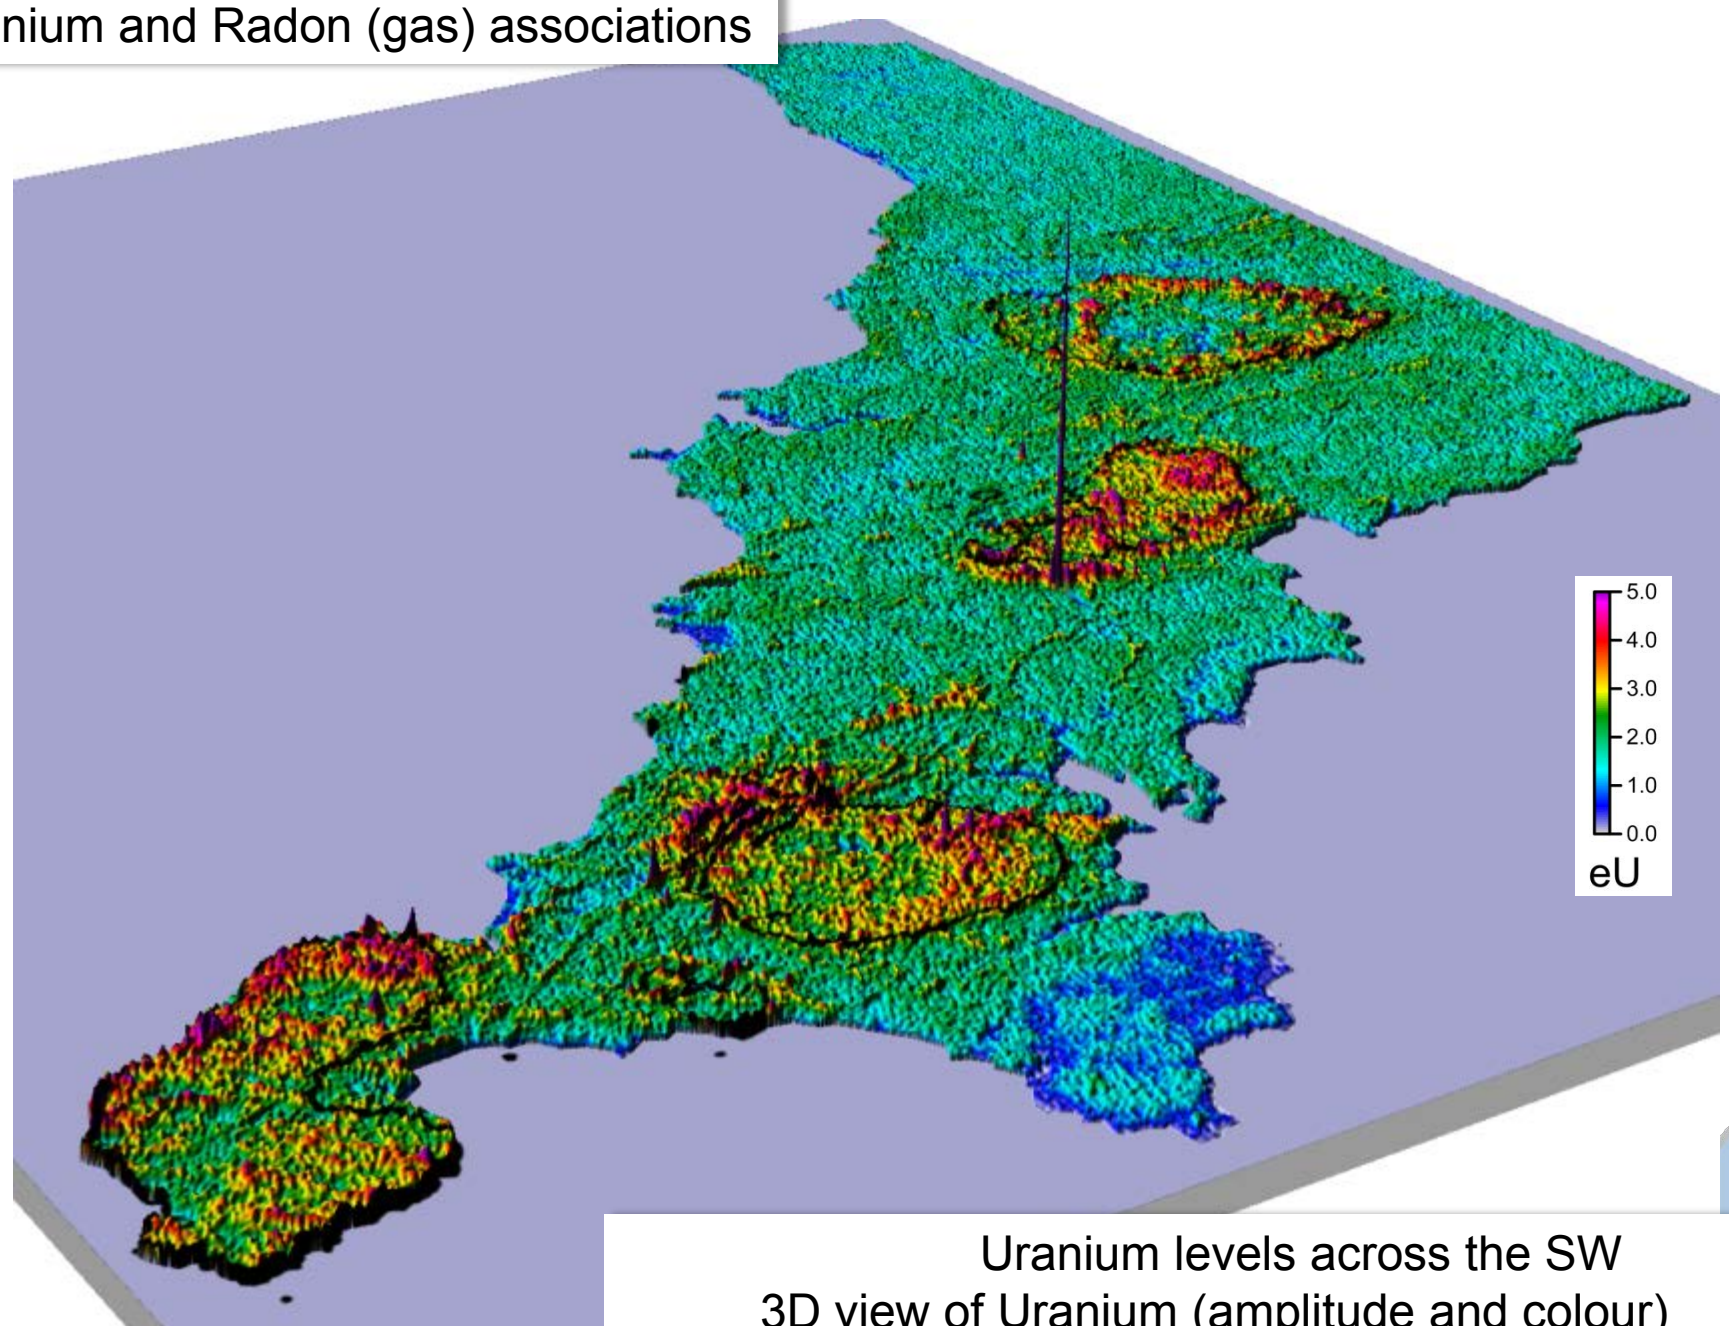 nium and Radon (gas) associations
5.0
4.0
3.0
2.0
1.0
0.0
eU
Uranium levels across the SW
3D view of Uranium (amplitude and colour)